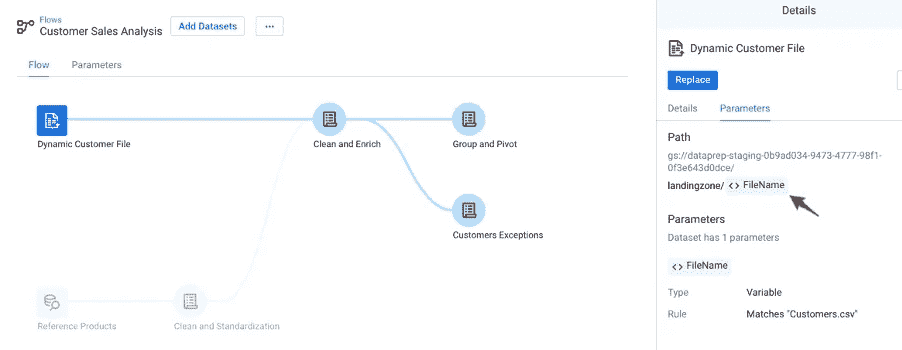 Flows
Customer Sales Analysis
Add Datasets
...
Flow
Parameters
Dynamic Customer File
Clean and Enrich
Group and Pivot
Customers Exceptions
Reference Products
Clean and Standardization
Details
Dynamic Customer File
Replace
Details
Parameters
Path
gs://dataprep-staging-0b9ad034-9473-4777-98f1-
0f3e643d0dce/
landingzone/ <> FileName
Parameters
Dataset has 1 parameters
<> FileName
Type Variable
Rule Matches "Customers.csv"